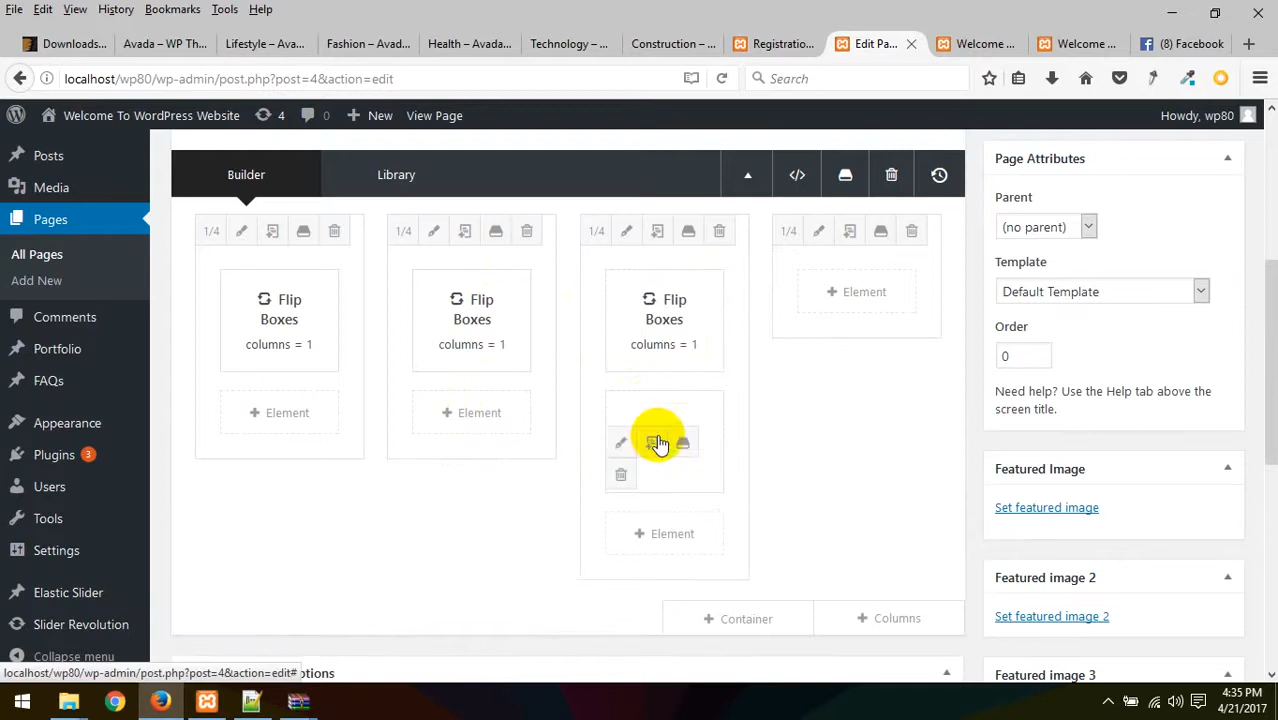 File Edit View History Bookmarks Tools Help
Downloads... Avada – WP Th... Lifestyle – Ava... Fashion – Avad... Health – Avada... Technology – ... Construction – ... Registratio... Edit Pa... Welcome ... Welcome ... (8) Facebook
localhost/wp80/wp-admin/post.php?post=4&action=edit Search
Welcome To WordPress Website 4 0 New View Page Howdy, wp80
Posts
Media
Pages
All Pages
Add New
Comments
Portfolio
FAQs
Appearance
Plugins 3
Users
Tools
Settings
Elastic Slider
Slider Revolution
Collapse menu
Builder Library
1/4 1/4 1/4 1/4
Flip Boxes
columns = 1
+ Element
Flip Boxes
columns = 1
+ Element
Flip Boxes
columns = 1
+ Element
+ Element
+ Container + Columns
Page Attributes
Parent
(no parent)
Template
Default Template
Order
0
Need help? Use the Help tab above the
screen title.
Featured Image
Set featured image
Featured image 2
Set featured image 2
Featured image 3
localhost/wp80/wp-admin/post.php?post=4&action=edit#
4:35 PM
4/21/2017